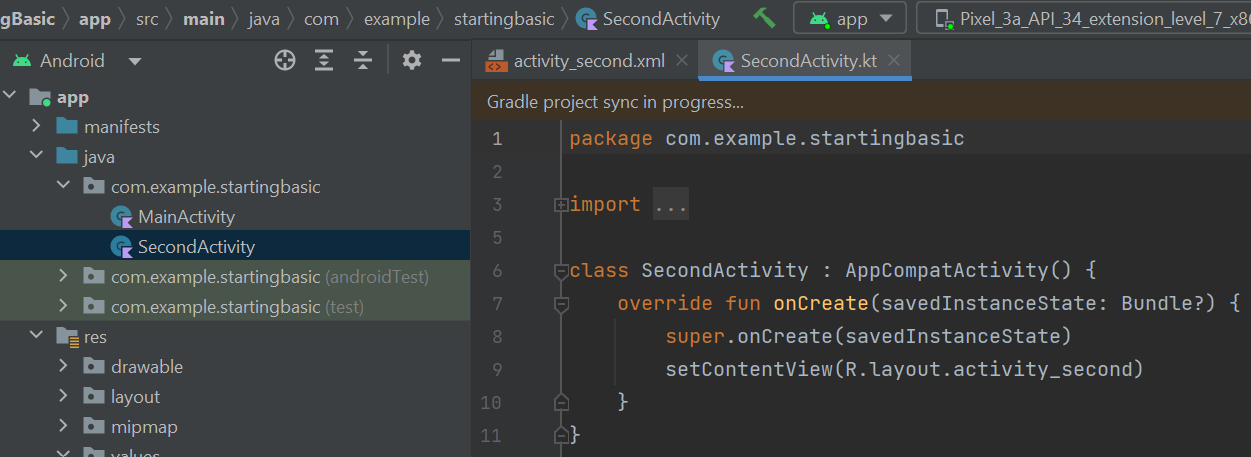 gBasic app src main java com example startingbasic SecondActivity app Pixel_3a_API_34_extension_level_7_x86
Android
app
manifests
java
com.example.startingbasic
MainActivity
SecondActivity
com.example.startingbasic (androidTest)
com.example.startingbasic (test)
res
drawable
layout
mipmap
values
activity_second.xml SecondActivity.kt
Gradle project sync in progress...
1 package com.example.startingbasic
2
3 import ...
5
6 class SecondActivity : AppCompatActivity() {
7 override fun onCreate(savedInstanceState: Bundle?) {
8 super.onCreate(savedInstanceState)
9 setContentView(R.layout.activity_second)
10 }
11 }